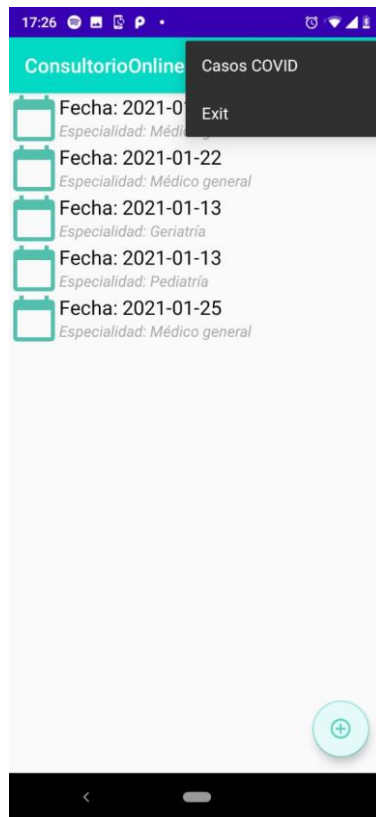 17:26
ConsultorioOnline
Casos COVID
Exit
Fecha: 2021-01
Especialidad: Médi
Fecha: 2021-01-22
Especialidad: Médico general
Fecha: 2021-01-13
Especialidad: Geriatría
Fecha: 2021-01-13
Especialidad: Pediatría
Fecha: 2021-01-25
Especialidad: Médico general